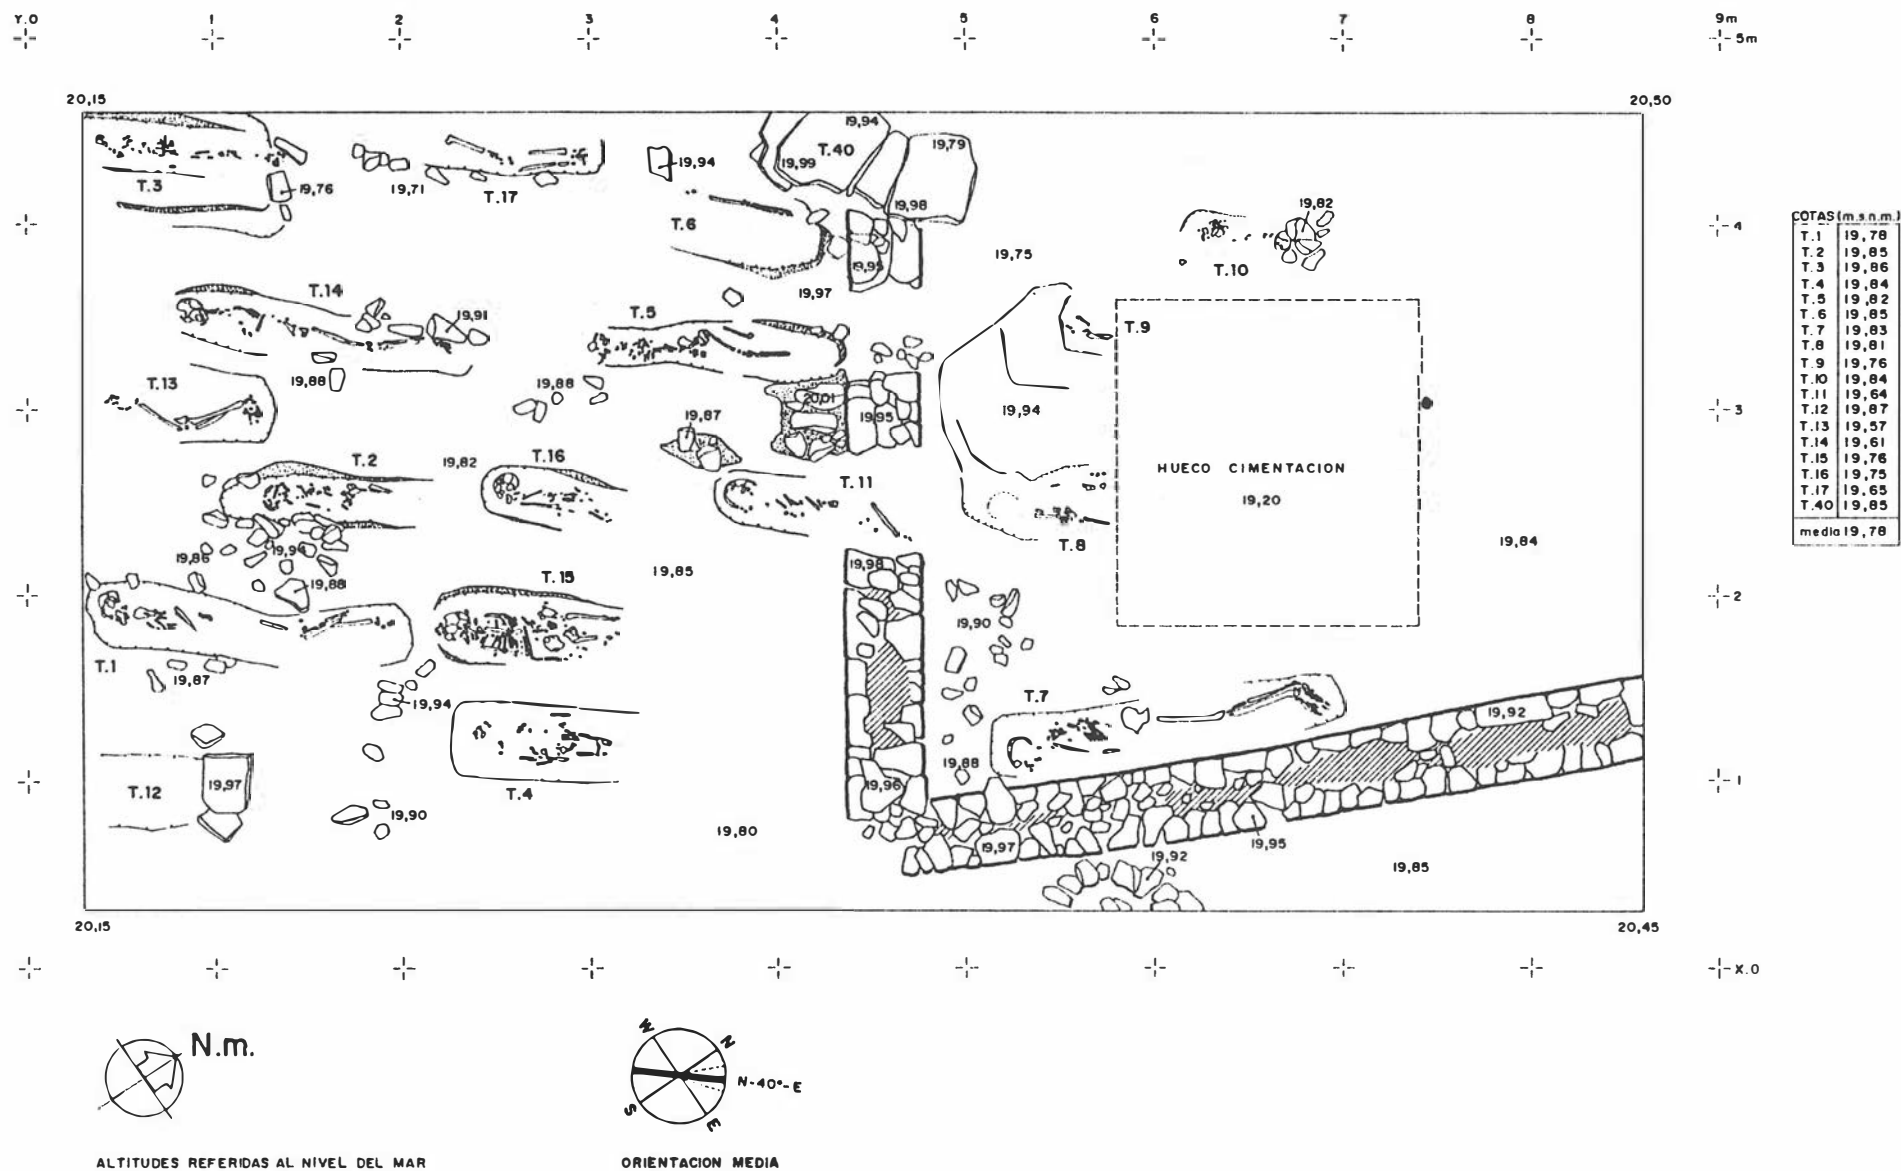 Y.O 1 2 3 4 5 6 7 8 9m
5m
20,15 20,50
19,94
T.40
19,99
19,79
19,98
T.3
19,76
19,71
T.17
19,94
T.6
19,95
19,97
19,75
19,82
T.10
4
T.14
19,91
T.5
T.9
T.13
19,88
19,88
20,01
19,95
19,87
19,94
3
T.2
19,82
T.16
T.11
HUECO CIMENTACION
19,20
T.8
19,84
19,94
19,86
19,88
T.15
19,85
19,98
2
19,90
T.1
19,87
19,94
T.7
19,92
T.12
19,97
T.4
19,88
19,96
1
19,90
19,80
19,97
19,92
19,95
19,85
20,15 20,45
X.O
COTAS (m.s.n.m.)
T.1 19,78
T.2 19,85
T.3 19,86
T.4 19,84
T.5 19,82
T.6 19,85
T.7 19,83
T.8 19,81
T.9 19,76
T.10 19,84
T.11 19,64
T.12 19,87
T.13 19,57
T.14 19,61
T.15 19,76
T.16 19,75
T.17 19,65
T.40 19,85
media 19,78
N.m.
W N
N-40°-E
S E
ALTITUDES REFERIDAS AL NIVEL DEL MAR
ORIENTACION MEDIA